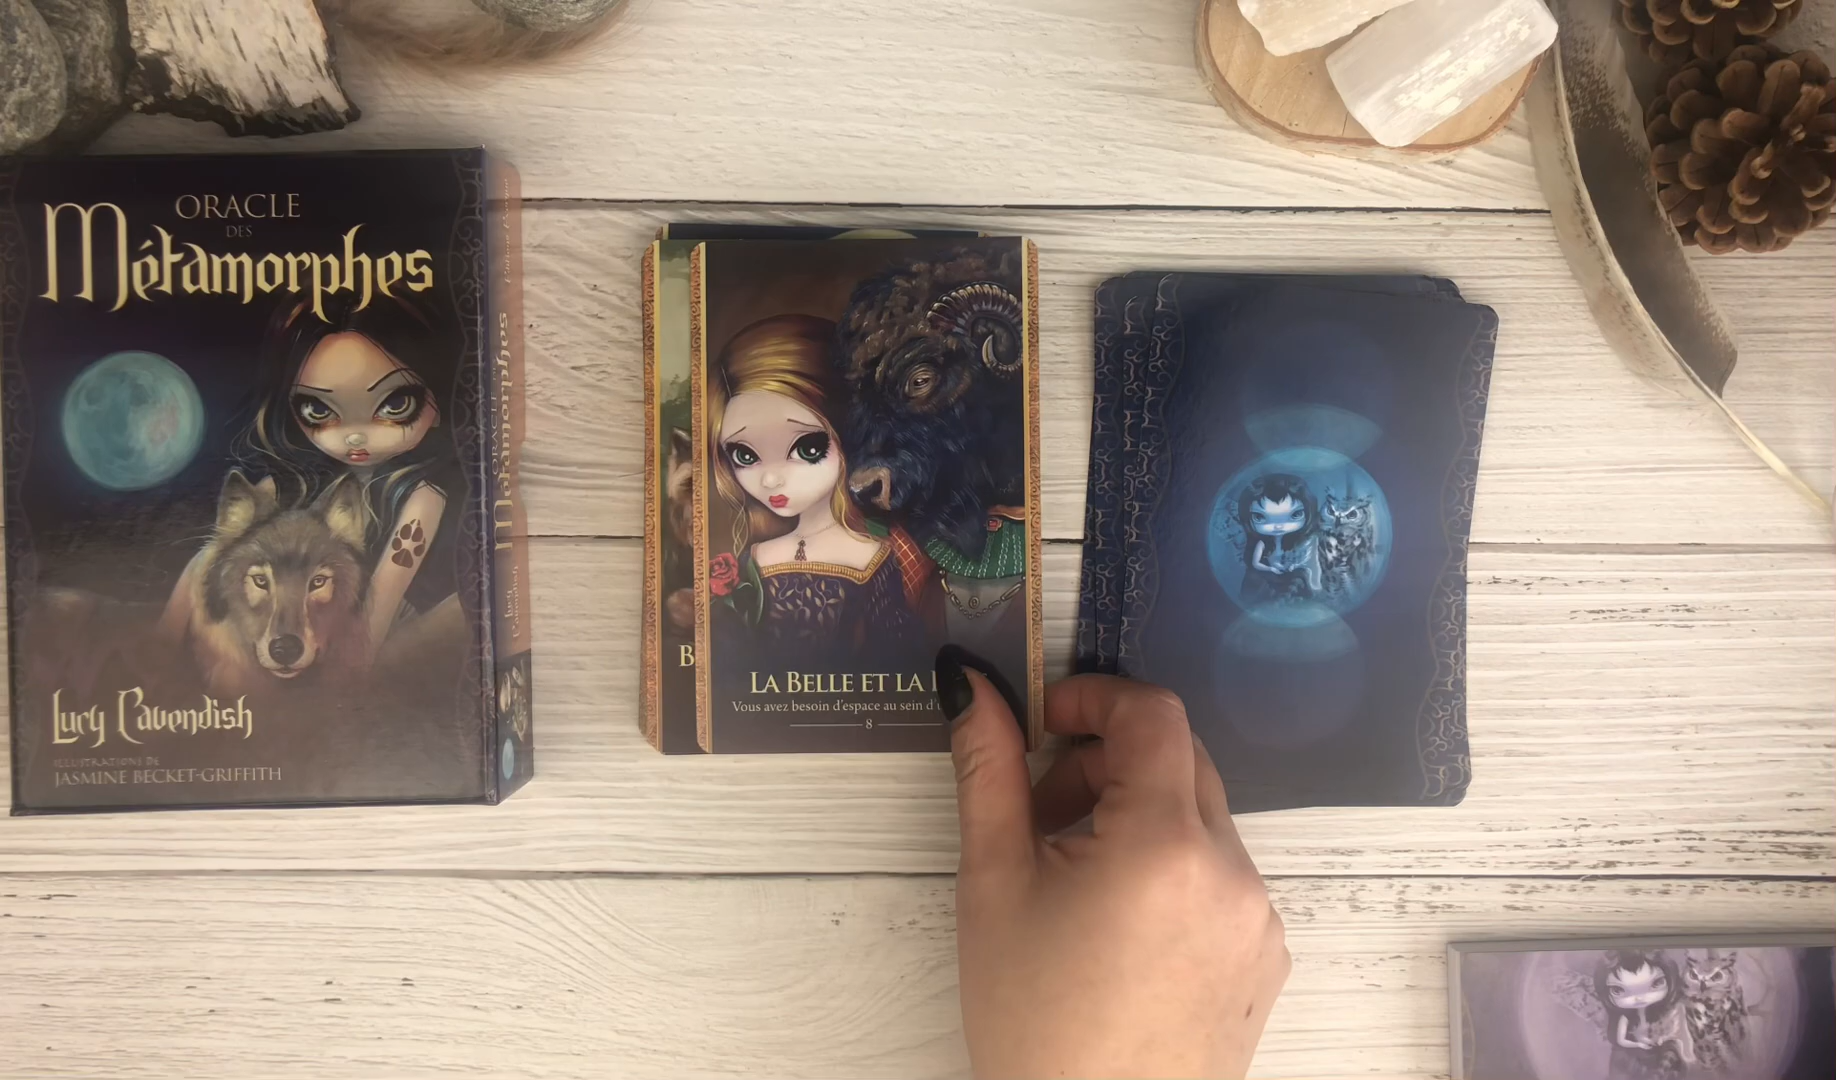 ORACLE
DES
Métamorphes
Lucy Cavendish
ILLUSTRATIONS DE
JASMINE BECKET-GRIFFITH
ORACLE DES
Métamorphes
Lucy
Cavendish
B
LA BELLE ET LA
Vous avez besoin d'espace au sein
8